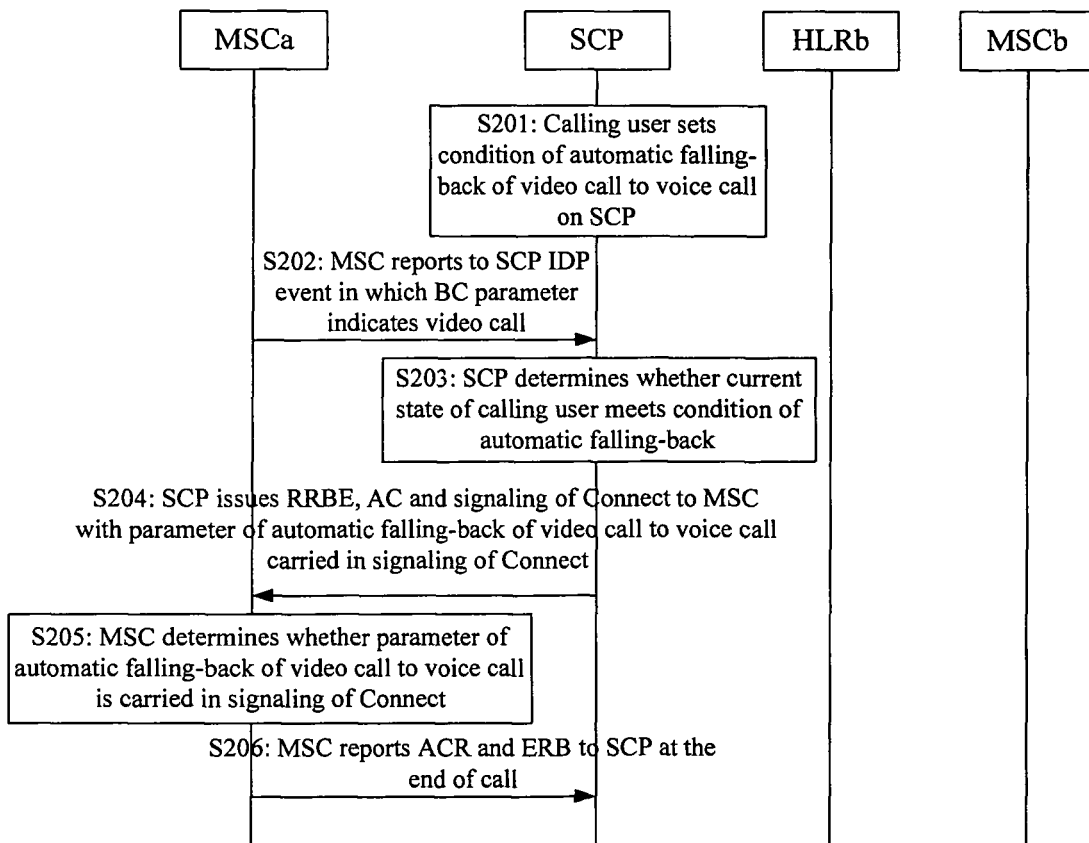 MSCa
SCP
HLRb
MSCb
S201: Calling user sets
condition of automatic falling-
back of video call to voice call
on SCP
S202: MSC reports to SCP IDP
event in which BC parameter
indicates video call
S203: SCP determines whether current
state of calling user meets condition of
automatic falling-back
S204: SCP issues RRBE, AC and signaling of Connect to MSC
with parameter of automatic falling-back of video call to voice call
carried in signaling of Connect
S205: MSC determines whether parameter of
automatic falling-back of video call to voice call
is carried in signaling of Connect
S206: MSC reports ACR and ERB to SCP at the
end of call